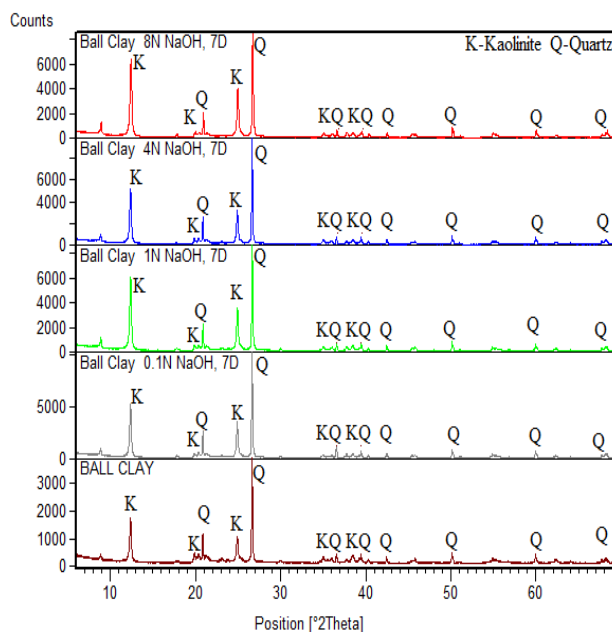 Counts
Ball Clay 8N NaOH, 7D
K-Kaolinite Q-Quartz
6000
4000
2000
0
K K Q K Q KQ KQ Q Q Q Q
Ball Clay 4N NaOH, 7D
6000
4000
2000
0
K K Q K Q KQ KQ Q Q Q Q
Ball Clay 1N NaOH, 7D
6000
4000
2000
0
K K Q K Q KQ KQ Q Q Q Q
Ball Clay 0.1N NaOH, 7D
5000
0
K K Q K Q KQ KQ Q Q Q Q
BALL CLAY
3000
2000
1000
0
K K Q K Q KQ KQ Q Q Q Q
10 20 30 40 50 60
Position [°2Theta]